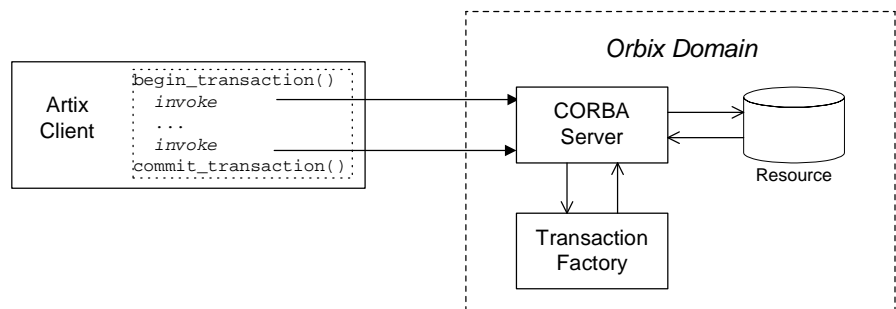 Orbix Domain
Artix
Client
begin_transaction()
invoke
...
invoke
commit_transaction()
CORBA
Server
Resource
Transaction
Factory